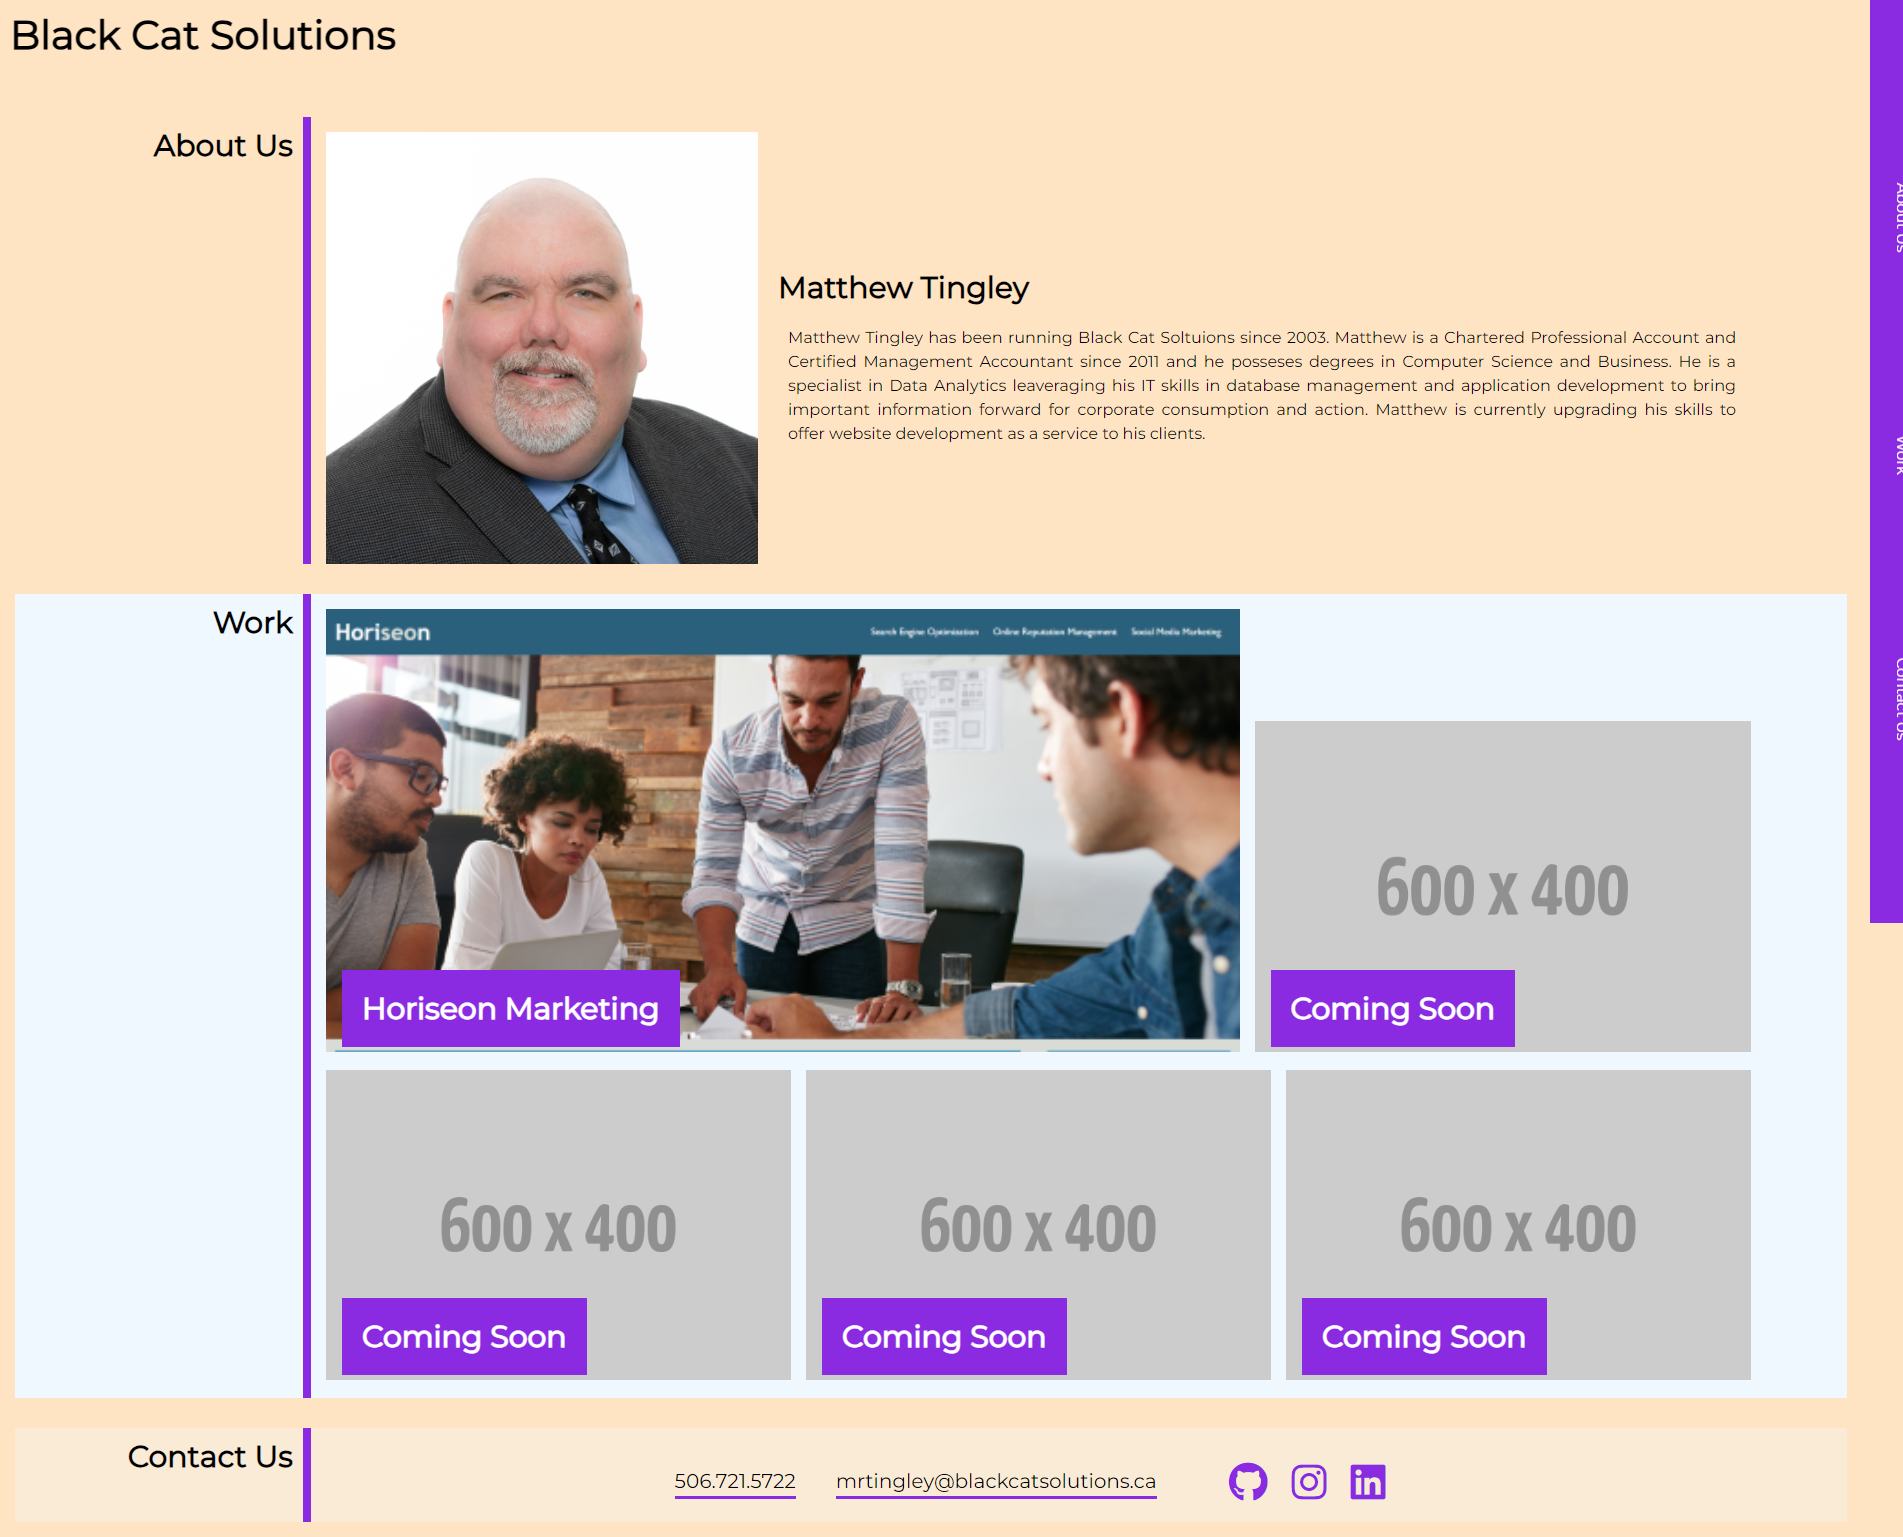 Black Cat Solutions
About Us
Matthew Tingley
Matthew Tingley has been running Black Cat Soltuions since 2003. Matthew is a Chartered Professional Account and
Certified Management Accountant since 2011 and he posseses degrees in Computer Science and Business. He is a
specialist in Data Analytics leaveraging his IT skills in database management and application development to bring
important information forward for corporate consumption and action. Matthew is currently upgrading his skills to
offer website development as a service to his clients.
About Us
Work
Contact Us
Work
Horiseon
Search Engine Optimization Online Reputation Management Social Media Marketing
Horiseon Marketing
600 x 400
Coming Soon
600 x 400
Coming Soon
600 x 400
Coming Soon
600 x 400
Coming Soon
Contact Us
506.721.5722
mrtingley@blackcatsolutions.ca
in